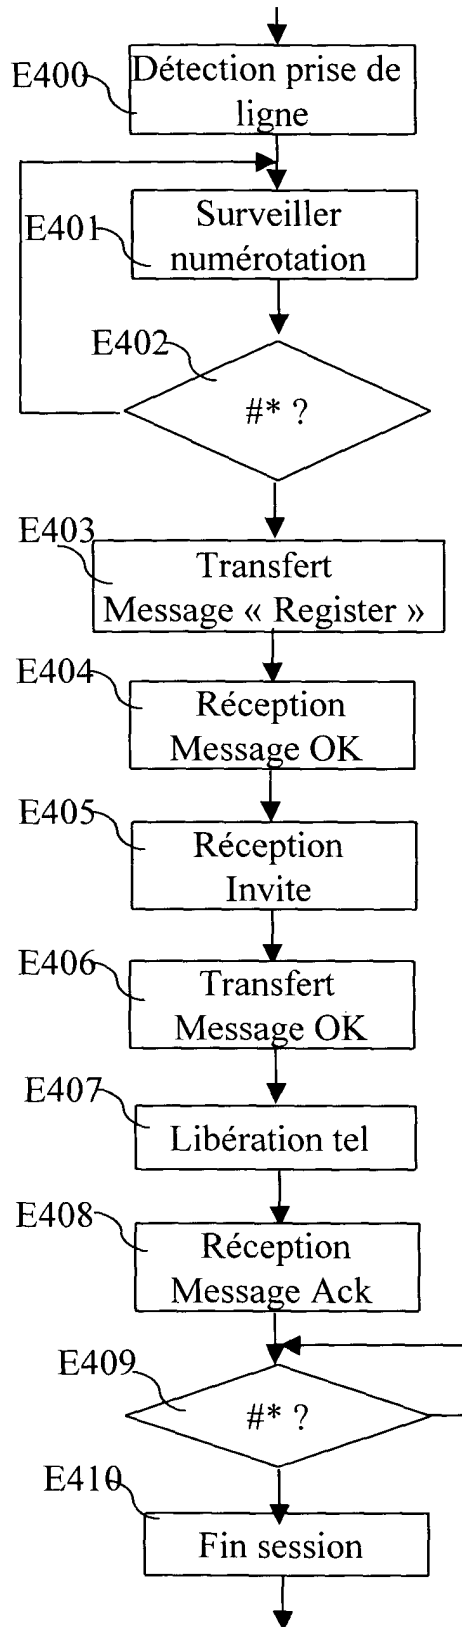 E400
Détection prise de
ligne
E401
Surveiller
numérotation
E402
#* ?
E403
Transfert
Message « Register »
E404
Réception
Message OK
E405
Réception
Invite
E406
Transfert
Message OK
E407
Libération tel
E408
Réception
Message Ack
E409
#* ?
E410
Fin session